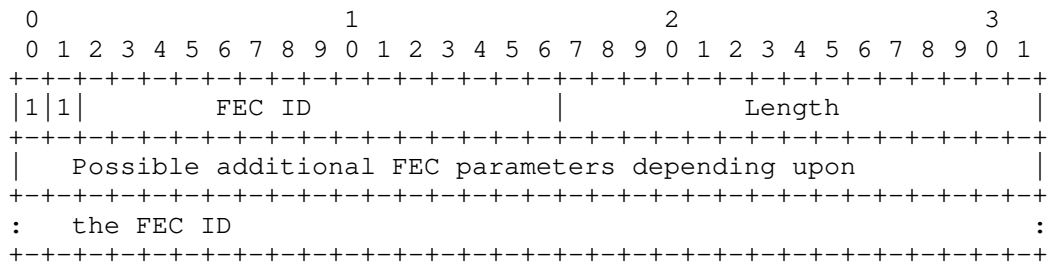 0                   1                   2                   3
 0 1 2 3 4 5 6 7 8 9 0 1 2 3 4 5 6 7 8 9 0 1 2 3 4 5 6 7 8 9 0 1
+-+-+-+-+-+-+-+-+-+-+-+-+-+-+-+-+-+-+-+-+-+-+-+-+-+-+-+-+-+-+-+-+
|1|1|        FEC ID               |           Length            |
+-+-+-+-+-+-+-+-+-+-+-+-+-+-+-+-+-+-+-+-+-+-+-+-+-+-+-+-+-+-+-+-+
|   Possible additional FEC parameters depending upon           |
+-+-+-+-+-+-+-+-+-+-+-+-+-+-+-+-+-+-+-+-+-+-+-+-+-+-+-+-+-+-+-+-+
:   the FEC ID                                                  :
+-+-+-+-+-+-+-+-+-+-+-+-+-+-+-+-+-+-+-+-+-+-+-+-+-+-+-+-+-+-+-+-+